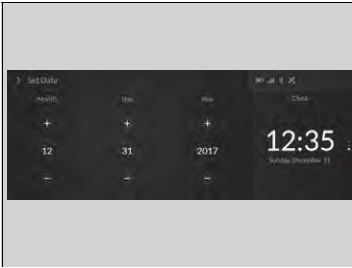 Set Date
Month Day Year
+ + +
12 31 2017
- - -
Clock
12:35
Sunday, December 31